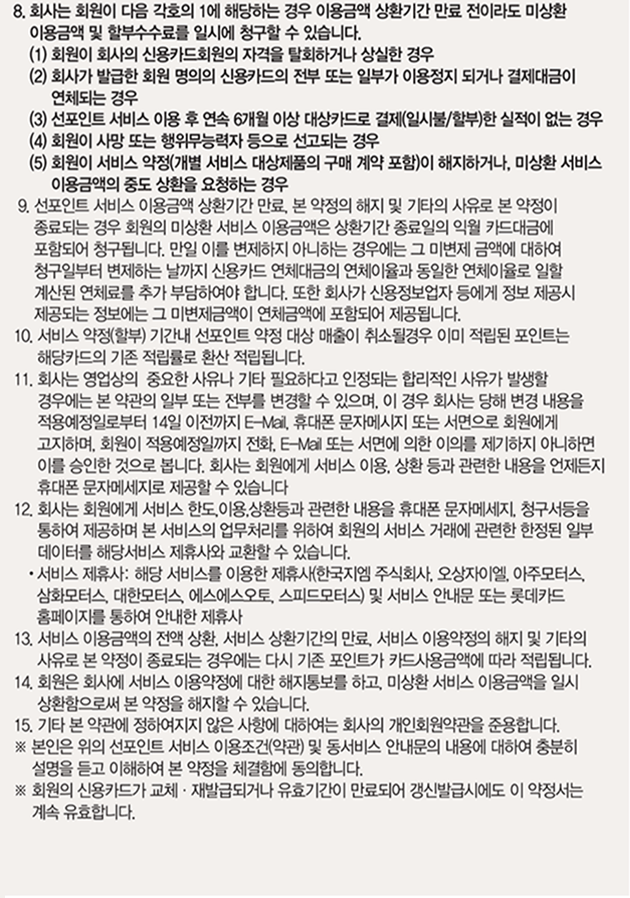 8. 회사는 회원이 다음 각호의 1에 해당하는 경우 이용금액 상환기간 만료 전이라도 미상환
이용금액 및 할부수수료를 일시에 청구할 수 있습니다.
(1) 회원이 회사의 신용카드회원의 자격을 탈회하거나 상실한 경우
(2) 회사가 발급한 회원 명의의 신용카드의 전부 또는 일부가 이용정지 되거나 결제대금이
연체되는 경우
(3) 선포인트 서비스 이용 후 연속 6개월 이상 대상카드로 결제(일시불/할부)한 실적이 없는 경우
(4) 회원이 사망 또는 행위무능력자 등으로 선고되는 경우
(5) 회원이 서비스 약정(개별 서비스 대상제품의 구매 계약 포함)이 해지하거나, 미상환 서비스
이용금액의 중도 상환을 요청하는 경우
9. 선포인트 서비스 이용금액 상환기간 만료, 본 약정의 해지 및 기타의 사유로 본 약정이
종료되는 경우 회원의 미상환 서비스 이용금액은 상환기간 종료일의 익월 카드대금에
포함되어 청구됩니다. 만일 이를 변제하지 아니하는 경우에는 그 미변제 금액에 대하여
청구일부터 변제하는 날까지 신용카드 연체대금의 연체이율과 동일한 연체이율로 일할
계산된 연체료를 추가 부담하여야 합니다. 또한 회사가 신용정보업자 등에게 정보 제공시
제공되는 정보에는 그 미변제금액이 연체금액에 포함되어 제공됩니다.
10. 서비스 약정(할부) 기간내 선포인트 약정 대상 매출이 취소될경우 이미 적립된 포인트는
해당카드의 기존 적립률로 환산 적립됩니다.
11. 회사는 영업상의 중요한 사유나 기타 필요하다고 인정되는 합리적인 사유가 발생할
경우에는 본 약관의 일부 또는 전부를 변경할 수 있으며, 이 경우 회사는 당해 변경 내용을
적용예정일로부터 14일 이전까지 E-Mail, 휴대폰 문자메시지 또는 서면으로 회원에게
고지하며, 회원이 적용예정일까지 전화, E-Mail 또는 서면에 의한 이의를 제기하지 아니하면
이를 승인한 것으로 봅니다. 회사는 회원에게 서비스 이용, 상환 등과 관련한 내용을 언제든지
휴대폰 문자메세지로 제공할 수 있습니다
12. 회사는 회원에게 서비스 한도,이용,상환등과 관련한 내용을 휴대폰 문자메세지, 청구서등을
통하여 제공하며 본 서비스의 업무처리를 위하여 회원의 서비스 거래에 관련한 한정된 일부
데이터를 해당서비스 제휴사와 교환할 수 있습니다.
• 서비스 제휴사: 해당 서비스를 이용한 제휴사(한국지엠 주식회사, 오상자이엘, 아주모터스,
삼화모터스, 대한모터스, 에스에스오토, 스피드모터스) 및 서비스 안내문 또는 롯데카드
홈페이지를 통하여 안내한 제휴사
13. 서비스 이용금액의 전액 상환, 서비스 상환기간의 만료, 서비스 이용약정의 해지 및 기타의
사유로 본 약정이 종료되는 경우에는 다시 기존 포인트가 카드사용금액에 따라 적립됩니다.
14. 회원은 회사에 서비스 이용약정에 대한 해지통보를 하고, 미상환 서비스 이용금액을 일시
상환함으로써 본 약정을 해지할 수 있습니다.
15. 기타 본 약관에 정하여지지 않은 사항에 대하여는 회사의 개인회원약관을 준용합니다.
※ 본인은 위의 선포인트 서비스 이용조건(약관) 및 동서비스 안내문의 내용에 대하여 충분히
설명을 듣고 이해하여 본 약정을 체결함에 동의합니다.
※ 회원의 신용카드가 교체 · 재발급되거나 유효기간이 만료되어 갱신발급시에도 이 약정서는
계속 유효합니다.